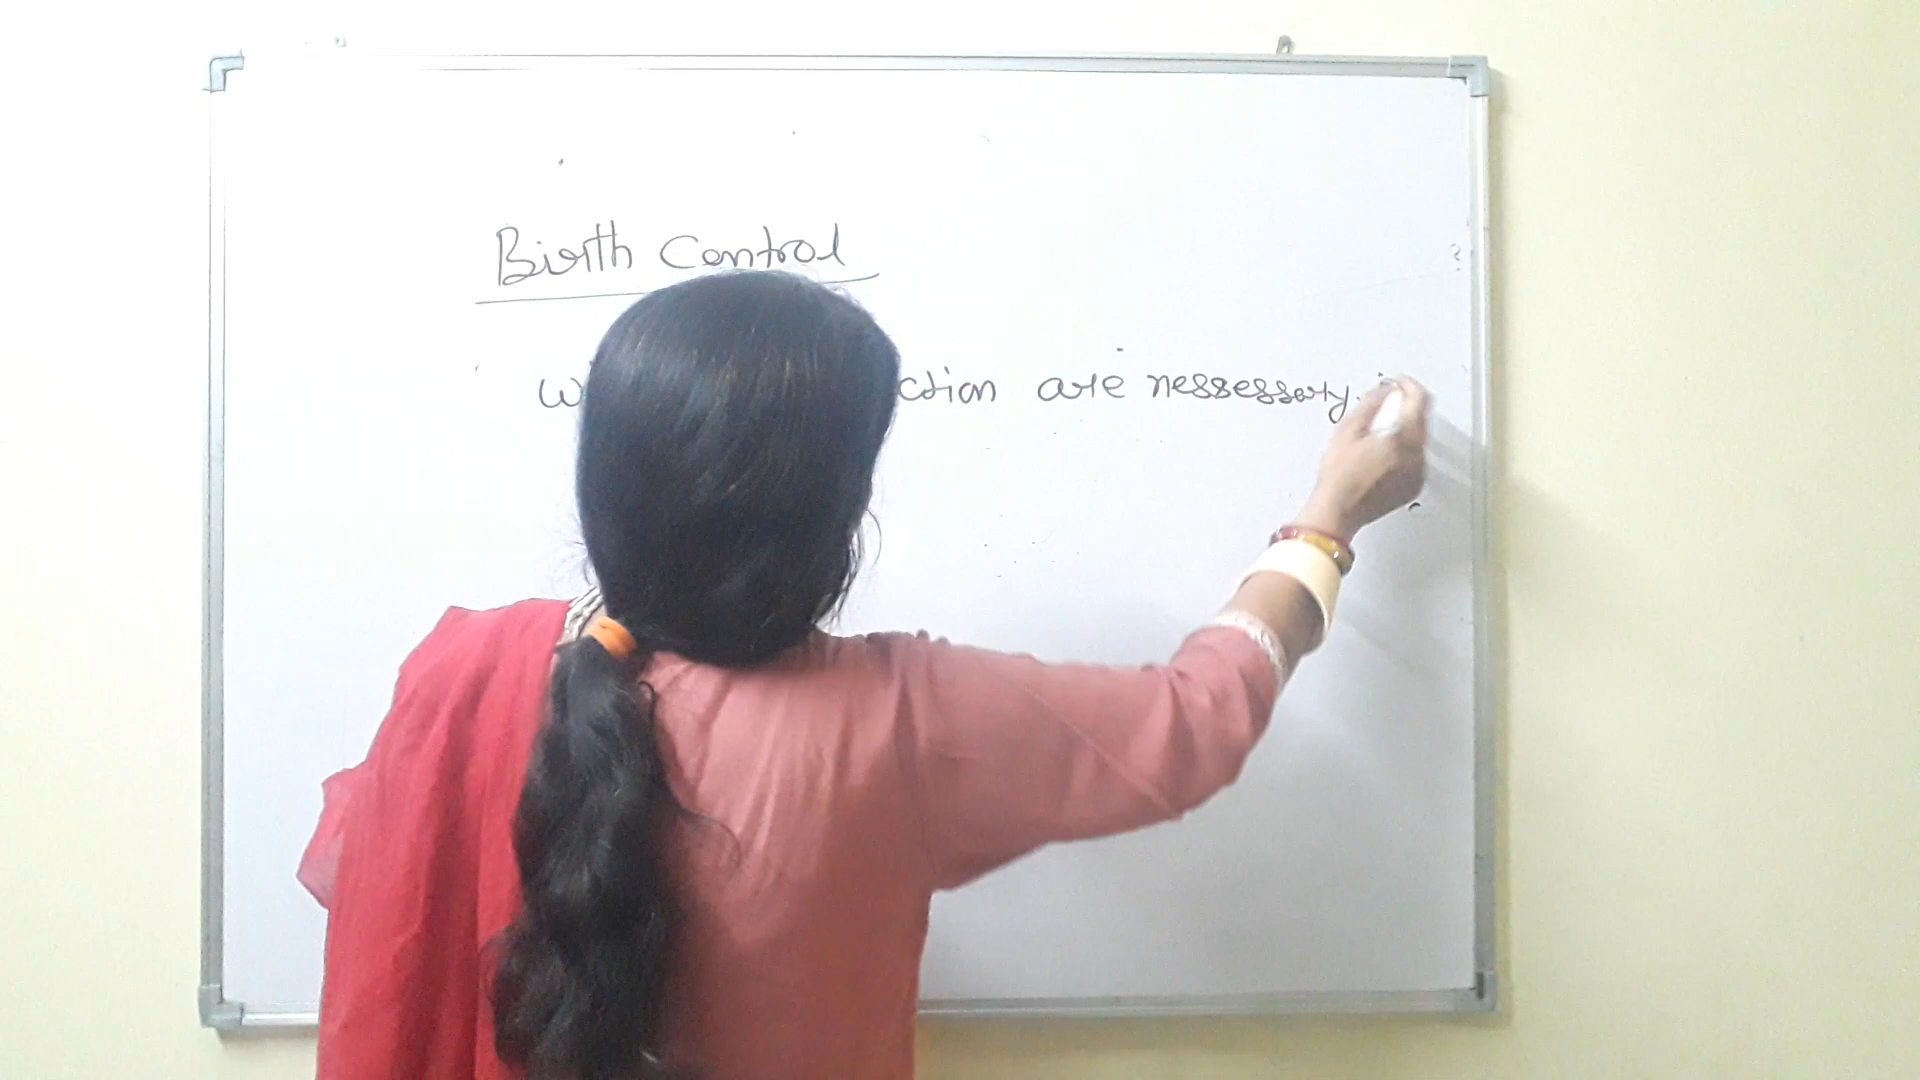 Birth Control
ction are nessessary.
?